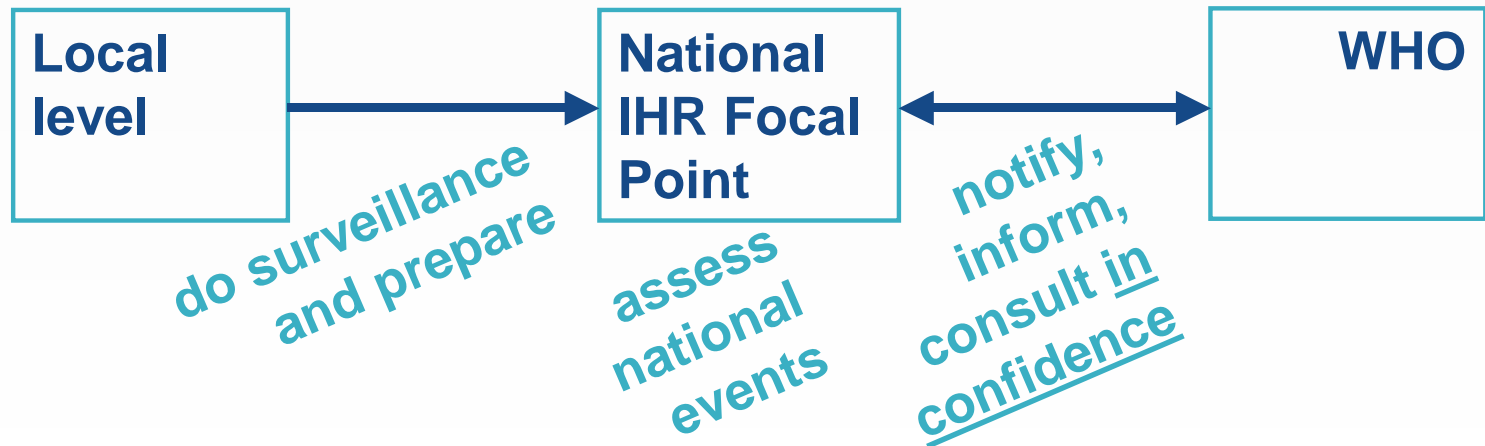 Local
level
National
IHR Focal
Point
WHO
do surveillance
and prepare
assess
national
events
notify,
inform,
consult in
confidence